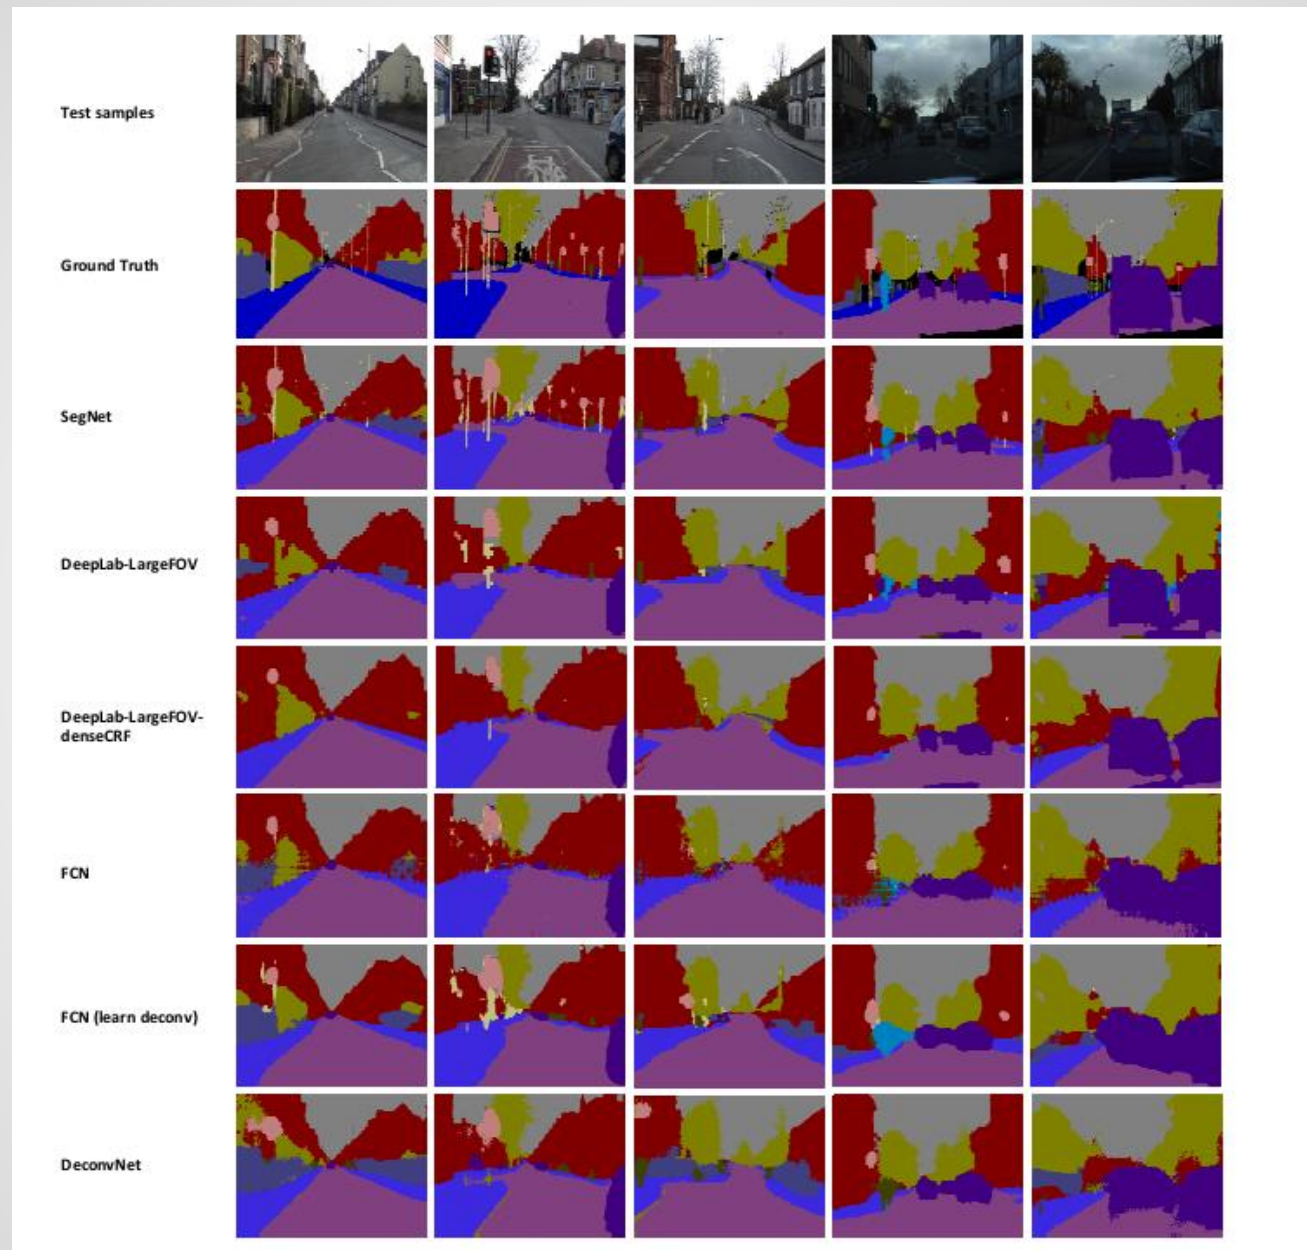 Test samples
Ground Truth
SegNet
DeepLab-LargeFOV
DeepLab-LargeFOV-
denseCRF
FCN
FCN (learn deconv)
DeconvNet